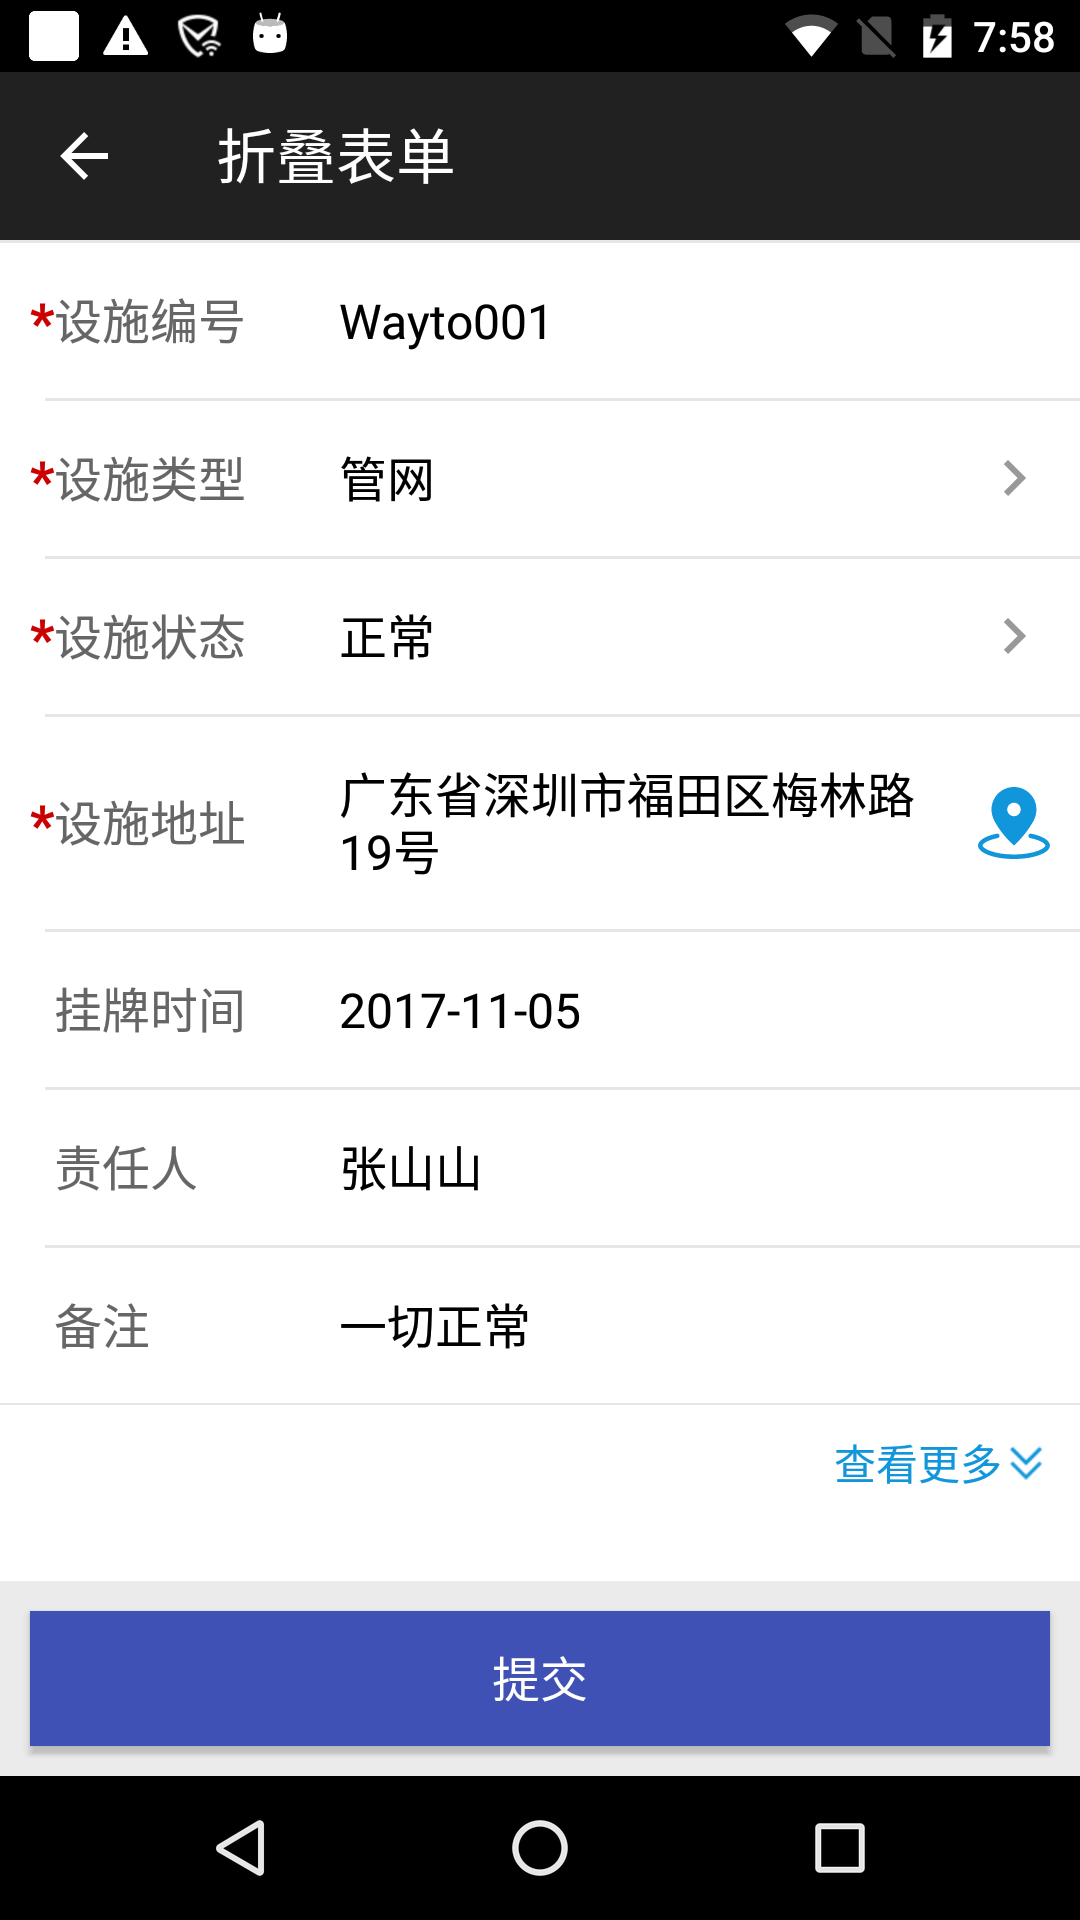 7:58
折叠表单
*设施编号 Wayto001
*设施类型 管网
*设施状态 正常
*设施地址 广东省深圳市福田区梅林路
19号
挂牌时间 2017-11-05
责任人 张山山
备注 一切正常
查看更多
提交